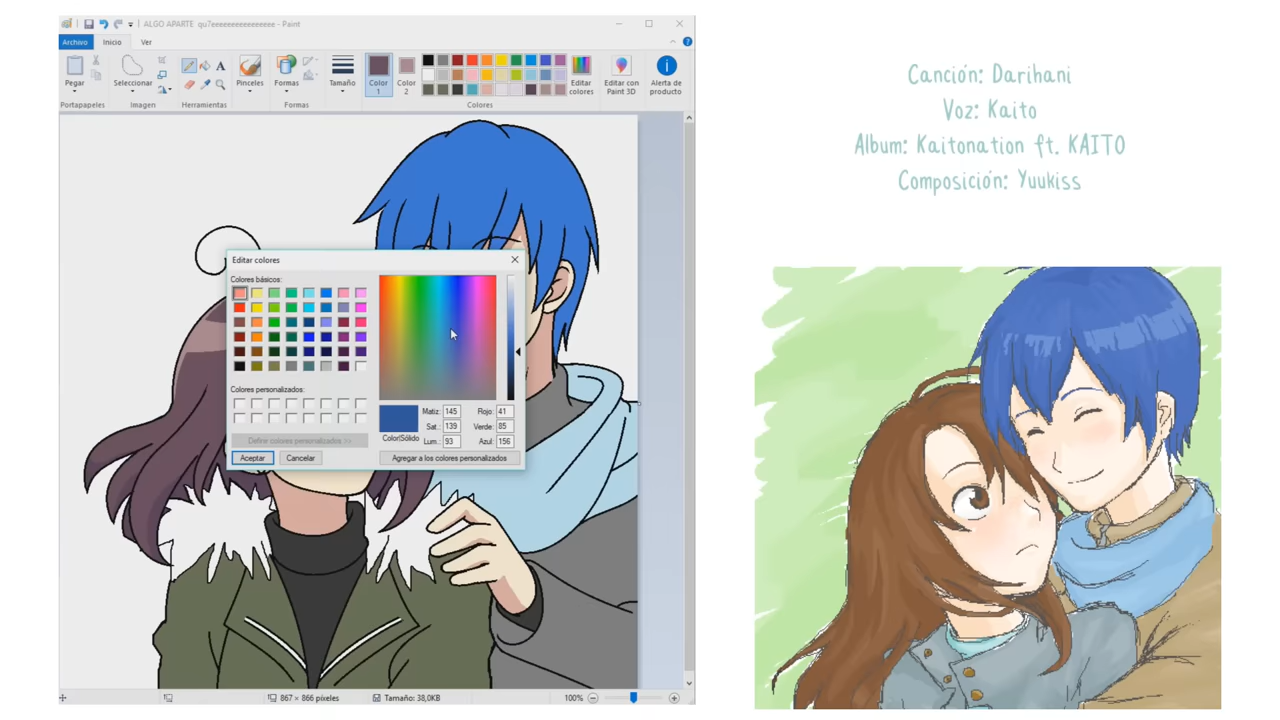 ALGO APARTE qu7eeeeeeeeeeeeeee - Paint
Archivo Inicio Ver
Pegar Seleccionar Pinceles Formas Tamaño Color 1 Color 2 Editar colores Editar con Paint 3D Alerta de producto
Portapapeles Imagen Herramientas Formas Colores
Editar colores
Colores básicos:
Colores personalizados:
Definir colores personalizados >>
Aceptar Cancelar
Color|Sólido
Matiz: 145 Rojo: 41
Sat.: 139 Verde: 85
Lum.: 93 Azul: 156
Agregar a los colores personalizados
867 × 866 píxeles
Tamaño: 38,0KB
100%
Canción: Darihani
Voz: Kaito
Album: Kaitonation ft. KAITO
Composición: Yuukiss